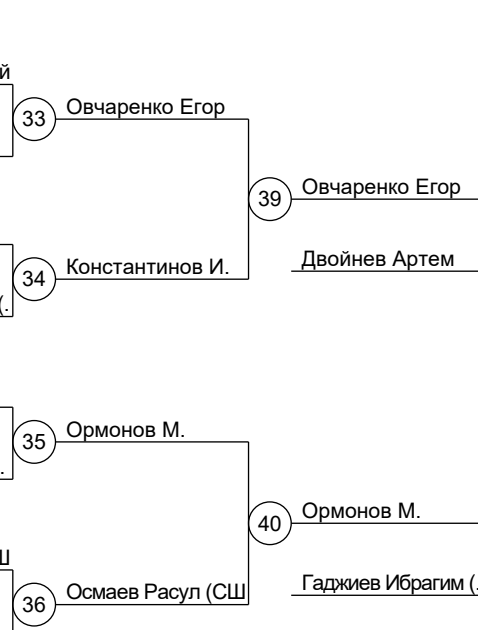 й
33 Овчаренко Егор
39 Овчаренко Егор
Двойнев Артем
34 Константинов И.
(.
35 Ормонов М.
.
40 Ормонов М.
Ш
Гаджиев Ибрагим (.
36 Осмаев Расул (СШ